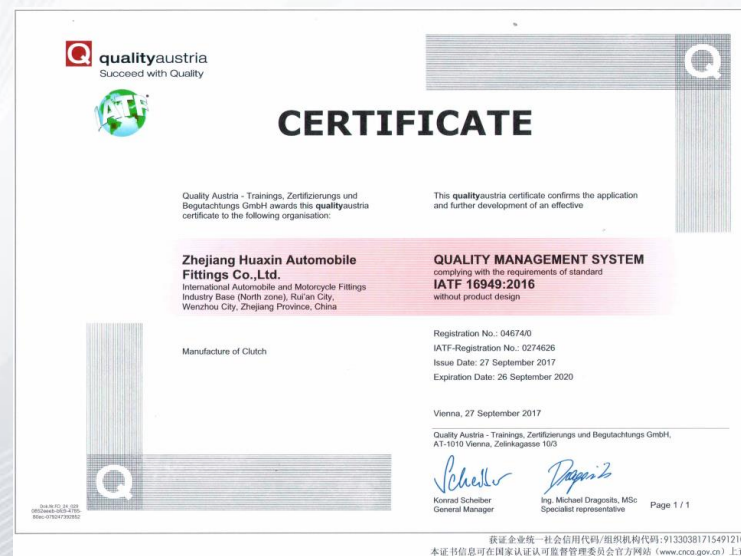 Q qualityaustria
Succeed with Quality
IATF
Q
CERTIFICATE
Quality Austria - Trainings, Zertifizierungs und
Begutachtungs GmbH awards this qualityaustria
certificate to the following organisation:
This qualityaustria certificate confirms the application
and further development of an effective
Zhejiang Huaxin Automobile
Fittings Co.,Ltd.
International Automobile and Motorcycle Fittings
Industry Base (North zone), Rui'an City,
Wenzhou City, Zhejiang Province, China
QUALITY MANAGEMENT SYSTEM
complying with the requirements of standard
IATF 16949:2016
without product design
Manufacture of Clutch
Registration No.: 04674/0
IATF-Registration No.: 0274626
Issue Date: 27 September 2017
Expiration Date: 26 September 2020
Vienna, 27 September 2017
Quality Austria - Trainings, Zertifizierungs und Begutachtungs GmbH,
AT-1010 Vienna, Zelinkagasse 10/3
Q
Konrad Scheiber
General Manager
Ing. Michael Dragosits, MSc
Specialist representative
Page 1 / 1
获证企业统一社会信用代码/组织机构代码:9133038171549121
本证书信息可在国家认证认可监督管理委员会官方网站（www.cnca.gov.cn）上